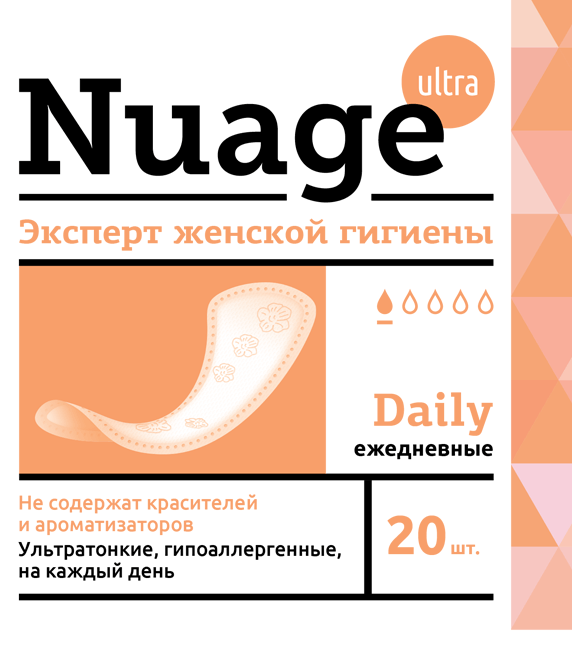 Nuage
ultra
Эксперт женской гигиены
Daily
ежедневные
Не содержат красителей
и ароматизаторов
Ультратонкие, гипоаллергенные,
на каждый день
20 шт.